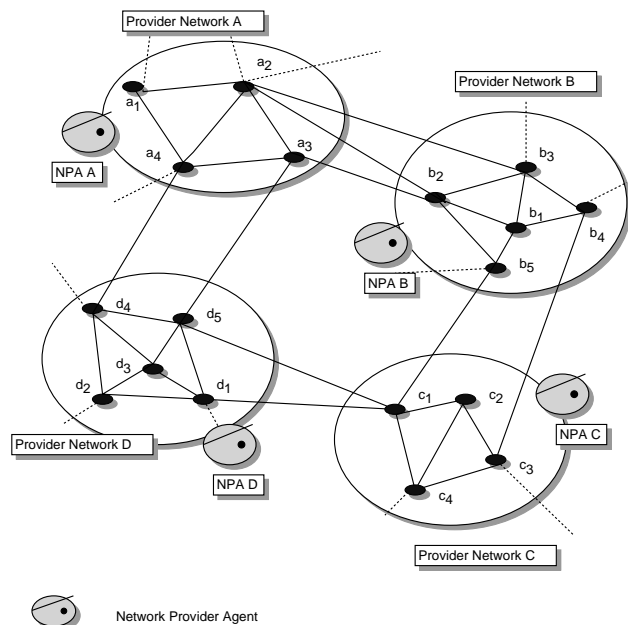 Provider Network A
a2
Provider Network B
a1
a3
b3
a4
NPA A
b2
b1
b4
b5
NPA B
d4
d5
d3
c1
c2
d2
d1
NPA C
Provider Network D
c3
NPA D
c4
Provider Network C
Network Provider Agent